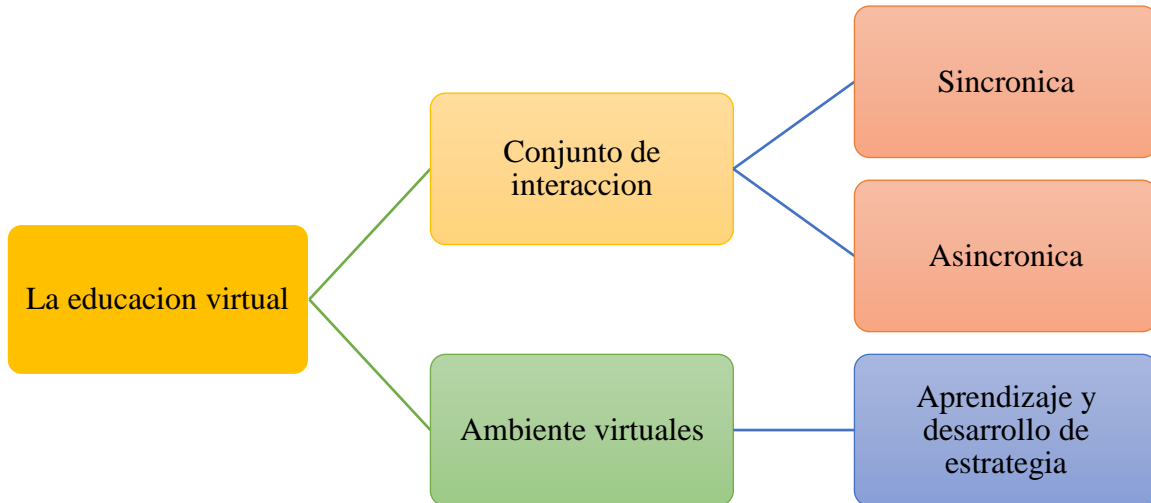 La educacion virtual
Conjunto de
interaccion
Sincronica
Asincronica
Ambiente virtuales
Aprendizaje y
desarrollo de
estrategia